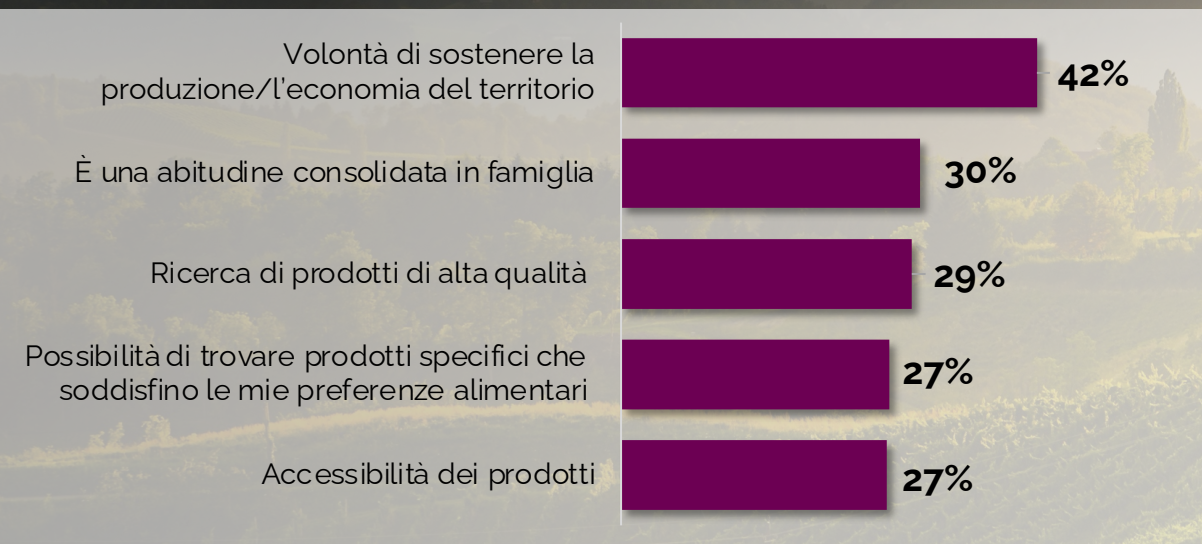 Volontà di sostenere la
produzione/l'economia del territorio
42%
È una abitudine consolidata in famiglia
30%
Ricerca di prodotti di alta qualità
29%
Possibilità di trovare prodotti specifici che
soddisfino le mie preferenze alimentari
27%
Accessibilità dei prodotti
27%